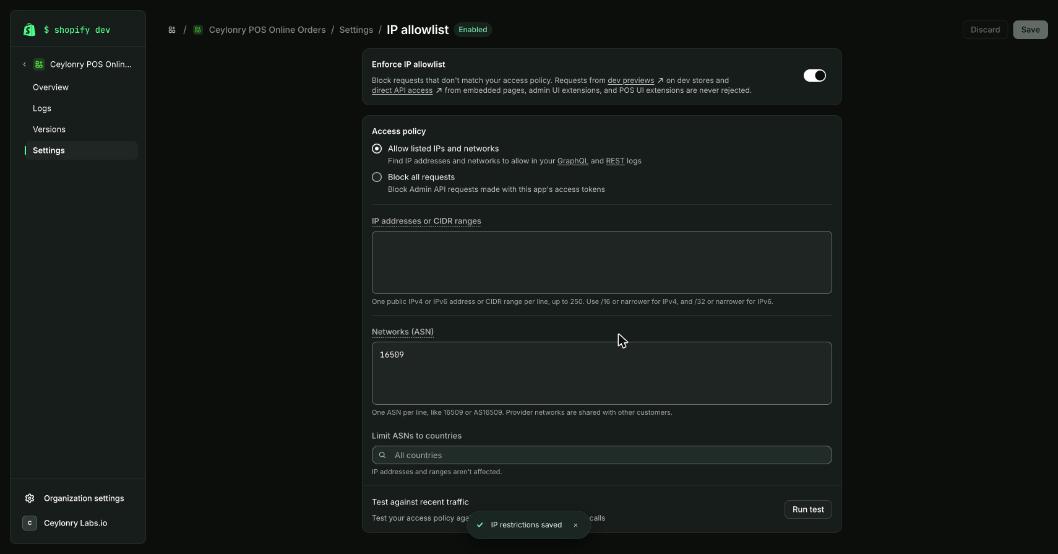 $ shopify dev
Ceylonry POS Onlin...
Overview
Logs
Versions
Settings
Organization settings
C
Ceylonry Labs.io
/ Ceylonry POS Online Orders / Settings / IP allowlist Enabled
Discard
Save
Enforce IP allowlist
Block requests that don't match your access policy. Requests from dev previews ↗ on dev stores and
direct API access ↗ from embedded pages, admin UI extensions, and POS UI extensions are never rejected.
Access policy
Allow listed IPs and networks
Find IP addresses and networks to allow in your GraphQL and REST logs
Block all requests
Block Admin API requests made with this app's access tokens
IP addresses or CIDR ranges
One public IPv4 or IPv6 address or CIDR range per line, up to 250. Use /16 or narrower for IPv4, and /32 or narrower for IPv6.
Networks (ASN)
16509
One ASN per line, like 16509 or AS16509. Provider networks are shared with other customers.
Limit ASNs to countries
All countries
IP addresses and ranges aren't affected.
Test against recent traffic
Test your access policy aga
calls
Run test
IP restrictions saved ×